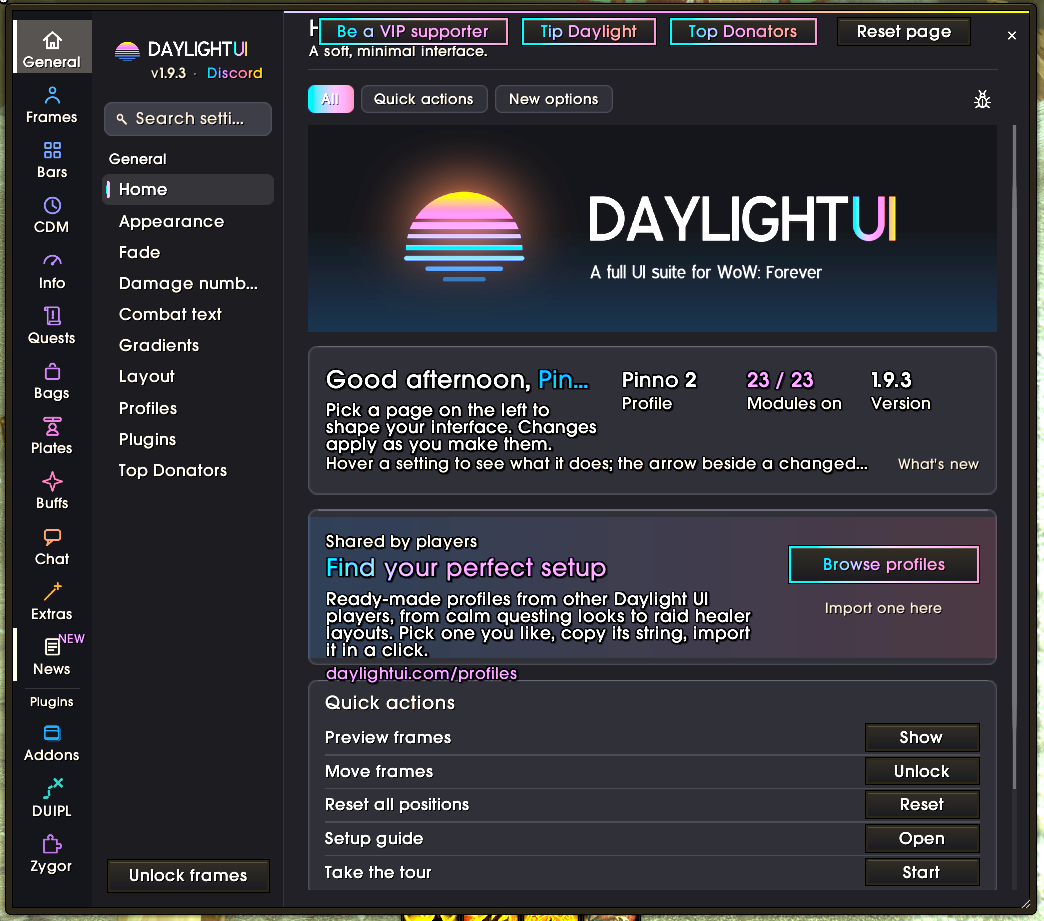 General
Frames
Bars
CDM
Info
Quests
Bags
Plates
Buffs
Chat
Extras
NEW
News
Plugins
Addons
DUIPL
Zygor
DAYLIGHTUI
v1.9.3 · Discord
Search setti...
General
Home
Appearance
Fade
Damage numb...
Combat text
Gradients
Layout
Profiles
Plugins
Top Donators
Unlock frames
Be a VIP supporter
Tip Daylight
Top Donators
Reset page
A soft, minimal interface.
All
Quick actions
New options
DAYLIGHTUI
A full UI suite for WoW: Forever
Good afternoon, Pin...
Pick a page on the left to
shape your interface. Changes
apply as you make them.
Hover a setting to see what it does; the arrow beside a changed...
Pinno 2
Profile
23 / 23
Modules on
1.9.3
Version
What's new
Shared by players
Find your perfect setup
Ready-made profiles from other Daylight UI
players, from calm questing looks to raid healer
layouts. Pick one you like, copy its string, import
it in a click.
daylightui.com/profiles
Browse profiles
Import one here
Quick actions
Preview frames
Show
Move frames
Unlock
Reset all positions
Reset
Setup guide
Open
Take the tour
Start